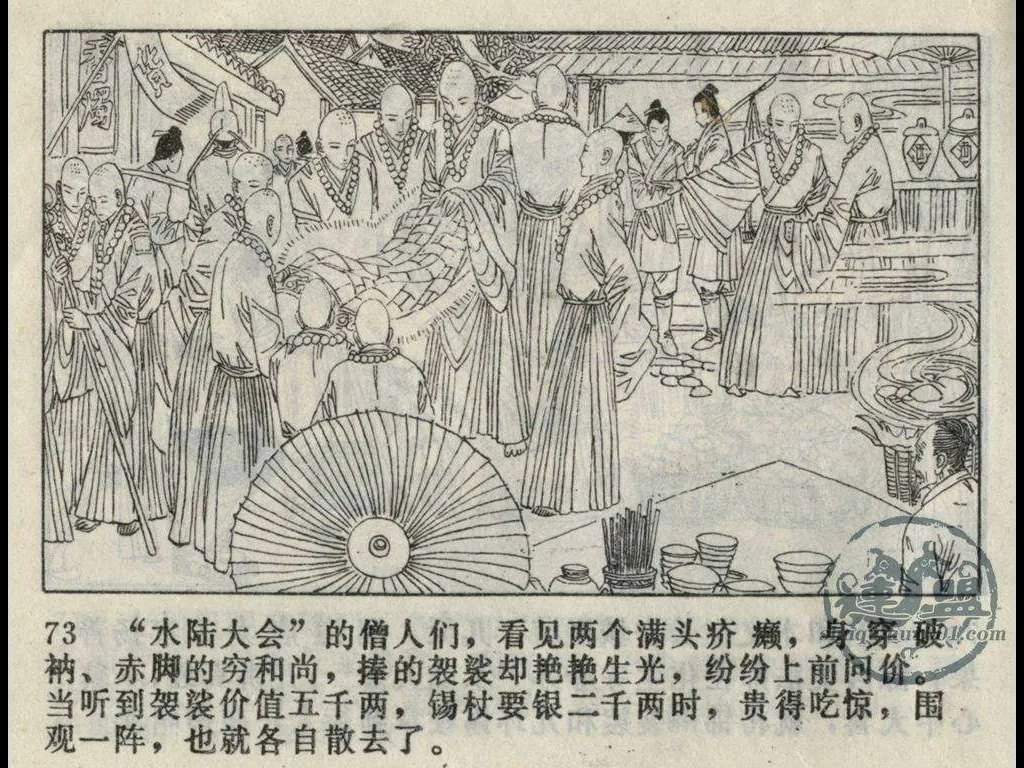 酒
73 “水陆大会”的僧人们，看见两个满头疥癞，身穿破
衲、赤脚的穷和尚，捧的袈裟却艳艳生光，纷纷上前问价。
当听到袈裟价值五千两，锡杖要银二千两时，贵得吃惊，围
观一阵，也就各自散去了。
连盟